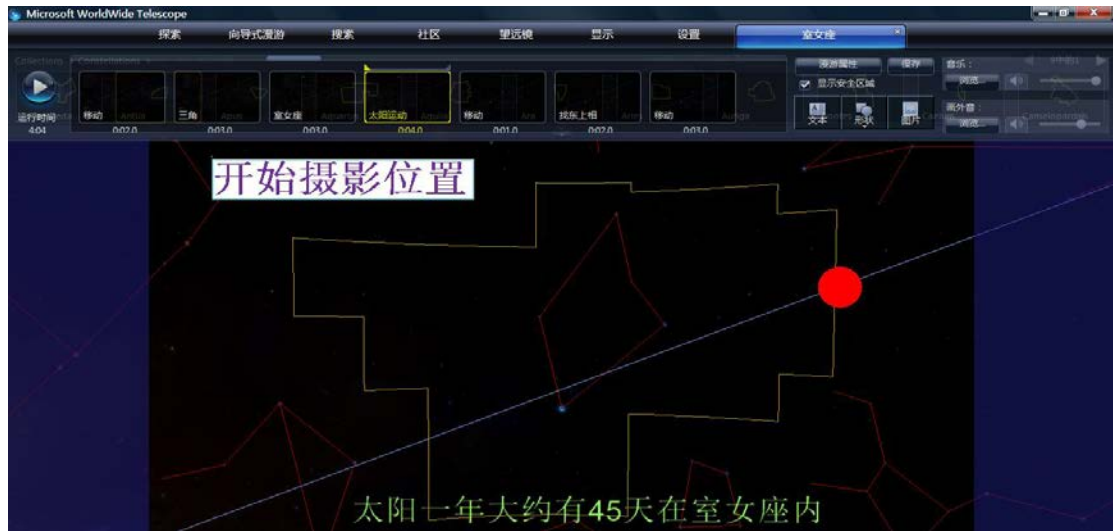 Microsoft WorldWide Telescope
探索 向导式漫游 搜索 社区 望远镜 显示 设置 室女座
Collections > Constellations >
漫游属性 保存 音乐:
显示安全区域 浏览...
移动 三角 室女座 太阳运动 移动 找东上相 移动
文本 形状 图片 画外音:
浏览...
运行时间
4:04 0:02.0 0:03.0 0:03.0 0:04.0 0:01.0 0:02.0 0:03.0
开始摄影位置
太阳一年大约有45天在室女座内